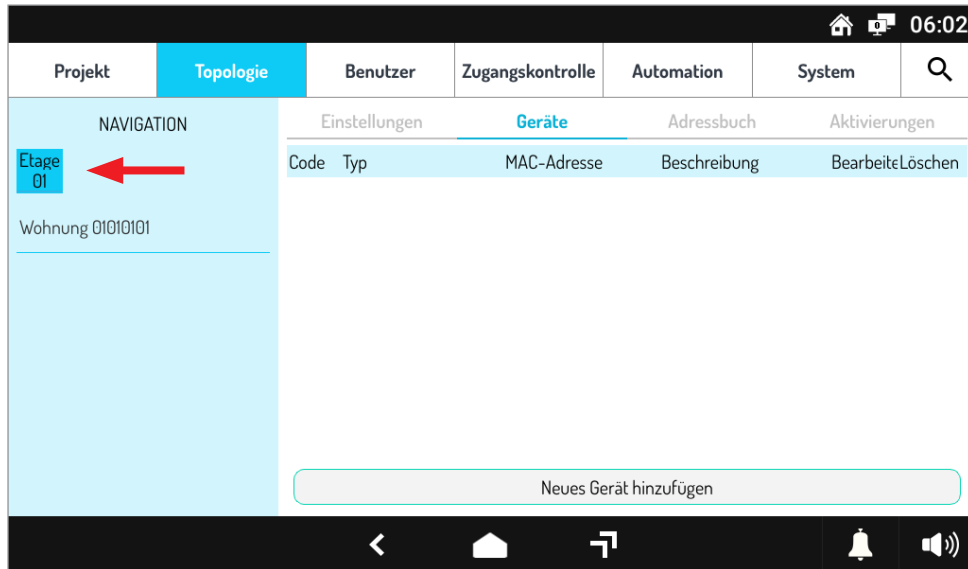 0 06:02
Projekt Topologie Benutzer Zugangskontrolle Automation System
NAVIGATION
Etage
01
Wohnung 01010101
Einstellungen Geräte Adressbuch Aktivierungen
Code Typ MAC-Adresse Beschreibung Bearbeite Löschen
Neues Gerät hinzufügen